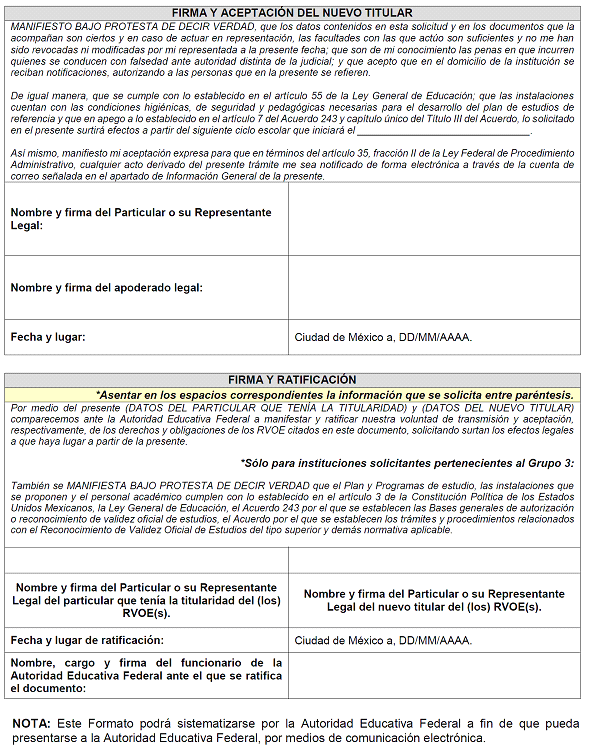 FIRMA Y ACEPTACIÓN DEL NUEVO TITULAR
MANIFIESTO BAJO PROTESTA DE DECIR VERDAD, que los datos contenidos en esta solicitud y en los documentos que la
acompañan son ciertos y en caso de actuar en representación, las facultades con las que actúo son suficientes y no me han
sido revocadas ni modificadas por mi representada a la presente fecha; que son de mi conocimiento las penas en que incurren
quienes se conducen con falsedad ante autoridad distinta de la judicial; y que acepto que en el domicilio de la institución se
reciban notificaciones, autorizando a las personas que en la presente se refieren.
De igual manera, que se cumple con lo establecido en el artículo 55 de la Ley General de Educación; que las instalaciones
cuentan con las condiciones higiénicas, de seguridad y pedagógicas necesarias para el desarrollo del plan de estudios de
referencia y que en apego a lo establecido en el artículo 7 del Acuerdo 243 y capítulo único del Título III del Acuerdo, lo solicitado
en el presente surtirá efectos a partir del siguiente ciclo escolar que iniciará el ______________________________.
Así mismo, manifiesto mi aceptación expresa para que en términos del artículo 35, fracción II de la Ley Federal de Procedimiento
Administrativo, cualquier acto derivado del presente trámite me sea notificado de forma electrónica a través de la cuenta de
correo señalada en el apartado de Información General de la presente.
Nombre y firma del Particular o su Representante
Legal:
Nombre y firma del apoderado legal:
Fecha y lugar: Ciudad de México a, DD/MM/AAAA.
FIRMA Y RATIFICACIÓN
*Asentar en los espacios correspondientes la información que se solicita entre paréntesis.
Por medio del presente (DATOS DEL PARTICULAR QUE TENÍA LA TITULARIDAD) y (DATOS DEL NUEVO TITULAR)
comparecemos ante la Autoridad Educativa Federal a manifestar y ratificar nuestra voluntad de transmisión y aceptación,
respectivamente, de los derechos y obligaciones de los RVOE citados en este documento, solicitando surtan los efectos legales
a que haya lugar a partir de la presente.
*Sólo para instituciones solicitantes pertenecientes al Grupo 3:
También se MANIFIESTA BAJO PROTESTA DE DECIR VERDAD que el Plan y Programas de estudio, las instalaciones que
se proponen y el personal académico cumplen con lo establecido en el artículo 3 de la Constitución Política de los Estados
Unidos Mexicanos, la Ley General de Educación, el Acuerdo 243 por el que se establecen las Bases generales de autorización
o reconocimiento de validez oficial de estudios, el Acuerdo por el que se establecen los trámites y procedimientos relacionados
con el Reconocimiento de Validez Oficial de Estudios del tipo superior y demás normativa aplicable.
Nombre y firma del Particular o su Representante
Legal del particular que tenía la titularidad del (los)
RVOE(s).
Nombre y firma del Particular o su Representante
Legal del nuevo titular del (los) RVOE(s).
Fecha y lugar de ratificación: Ciudad de México a, DD/MM/AAAA.
Nombre, cargo y firma del funcionario de la
Autoridad Educativa Federal ante el que se ratifica
el documento:
NOTA: Este Formato podrá sistematizarse por la Autoridad Educativa Federal a fin de que pueda
presentarse a la Autoridad Educativa Federal, por medios de comunicación electrónica.